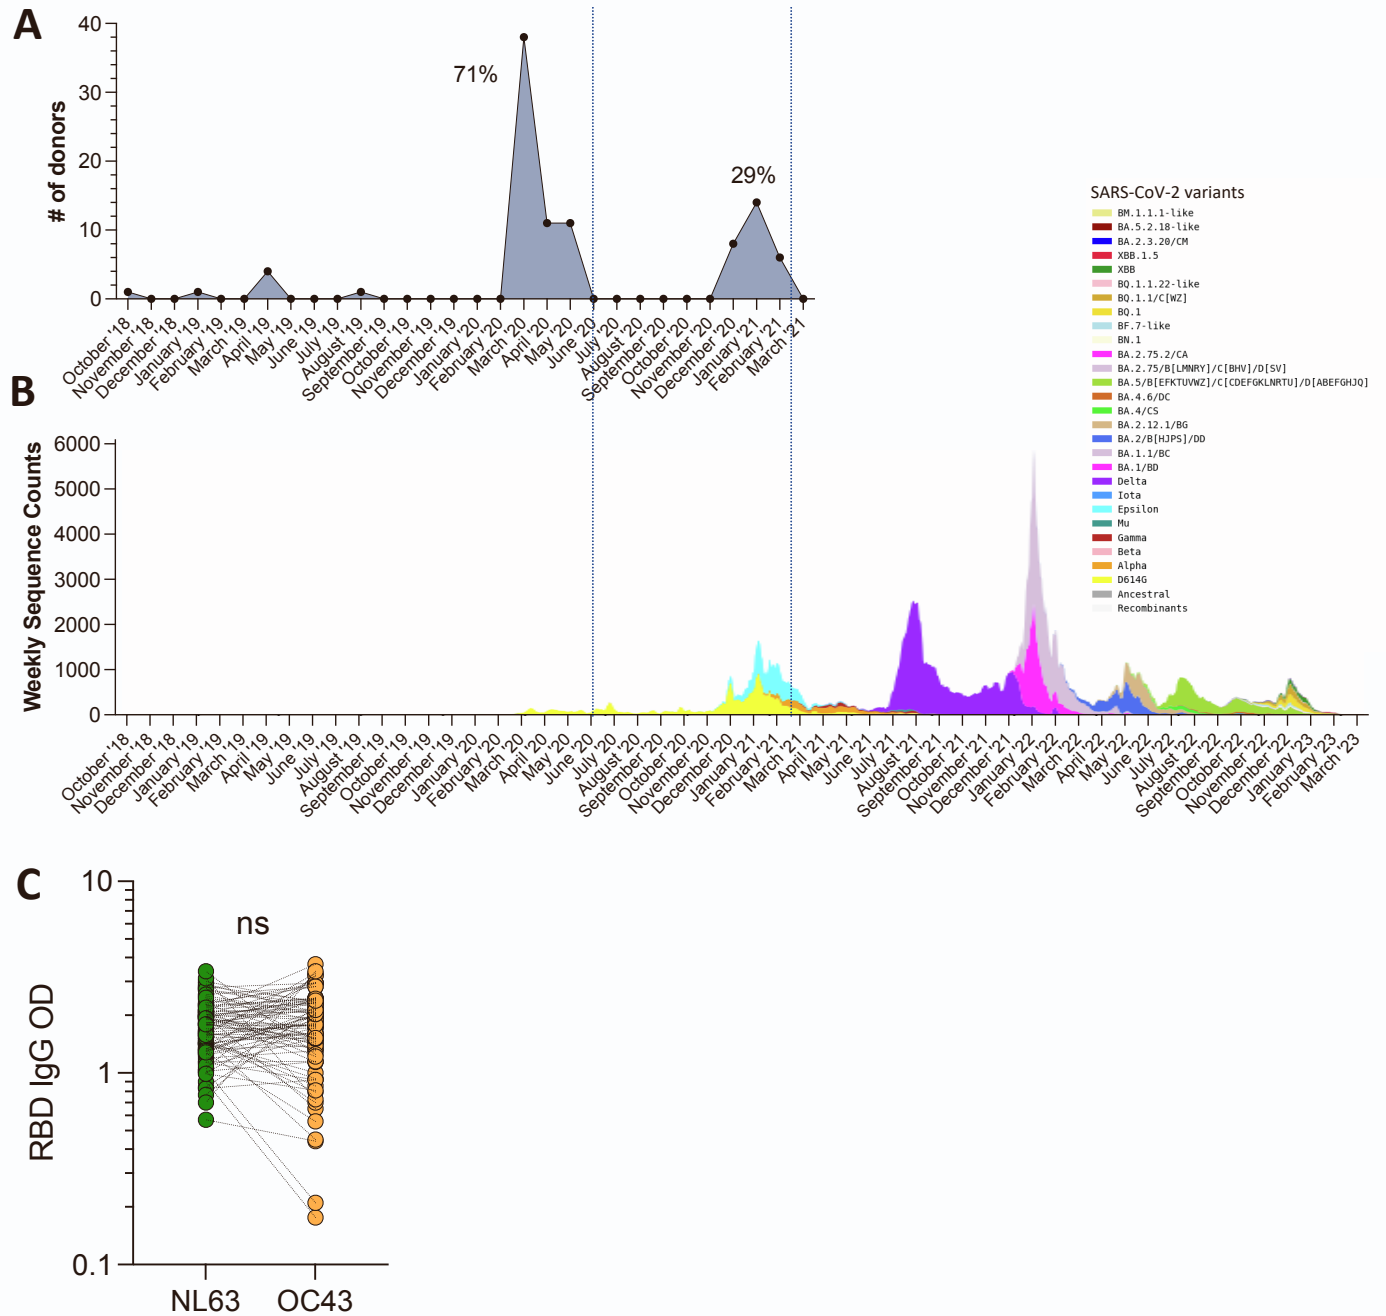 A
# of donors
40
30
20
10
0
71%
29%
October '18
November '18
December '18
January '19
February '19
March '19
April '19
May '19
June '19
July '19
August '19
September '19
October '19
November '19
December '19
January '20
February '20
March '20
April '20
May '20
June '20
July '20
August '20
September '20
October '20
November '20
December '20
January '21
February '21
March '21
SARS-CoV-2 variants
BM.1.1.1-like
BA.5.2.18-like
BA.2.3.20/CM
XBB.1.5
XBB
BQ.1.1.22-like
BQ.1.1/C[WZ]
BQ.1
BF.7-like
BN.1
BA.2.75.2/CA
BA.2.75/B[LMNRY]/C[BHV]/D[SV]
BA.5/B[EFKTUVWZ]/C[CDEFGKLNRTU]/D[ABEFGHJQ]
BA.4.6/DC
BA.4/CS
BA.2.12.1/BG
BA.2/B[HJPS]/DD
BA.1.1/BC
BA.1/BD
Delta
Iota
Epsilon
Mu
Gamma
Beta
Alpha
D614G
Ancestral
Recombinants
B
Weekly Sequence Counts
6000
5000
4000
3000
2000
1000
0
October '18
November '18
December '18
January '19
February '19
March '19
April '19
May '19
June '19
July '19
August '19
September '19
October '19
November '19
December '19
January '20
February '20
March '20
April '20
May '20
June '20
July '20
August '20
September '20
October '20
November '20
December '20
January '21
February '21
March '21
April '21
May '21
June '21
July '21
August '21
September '21
October '21
November '21
December '21
January '22
February '22
March '22
April '22
May '22
June '22
July '22
August '22
September '22
October '22
November '22
December '22
January '23
February '23
March '23
C
RBD IgG OD
10
1
0.1
ns
NL63
OC43